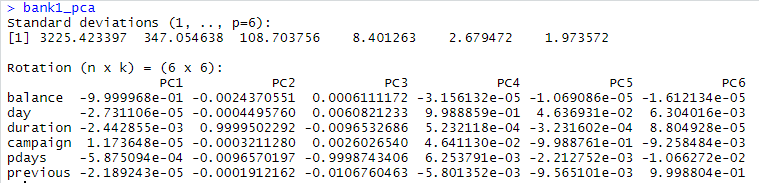 > bank1_pca
Standard deviations (1, .., p=6):
[1] 3225.423397  347.054638  108.703756    8.401263    2.679472    1.973572

Rotation (n x k) = (6 x 6):
                   PC1           PC2           PC3           PC4           PC5           PC6
balance  -9.999968e-01 -0.0024370551  0.0006111172 -3.156132e-05 -1.069086e-05 -1.612134e-05
day      -2.731106e-05 -0.0004495760  0.0060821233  9.988859e-01  4.636931e-02  6.304016e-03
duration -2.442855e-03  0.9999502292 -0.0096532686  5.232118e-04 -3.231602e-04  8.804928e-05
campaign  1.173648e-05 -0.0003211280  0.0026026540  4.641130e-02 -9.988761e-01 -9.258484e-03
pdays    -5.875094e-04 -0.0096570197 -0.9998743406  6.253791e-03 -2.212752e-03 -1.066272e-02
previous -2.189243e-05 -0.0001912162 -0.0106760463 -5.801352e-03 -9.565101e-03  9.998804e-01